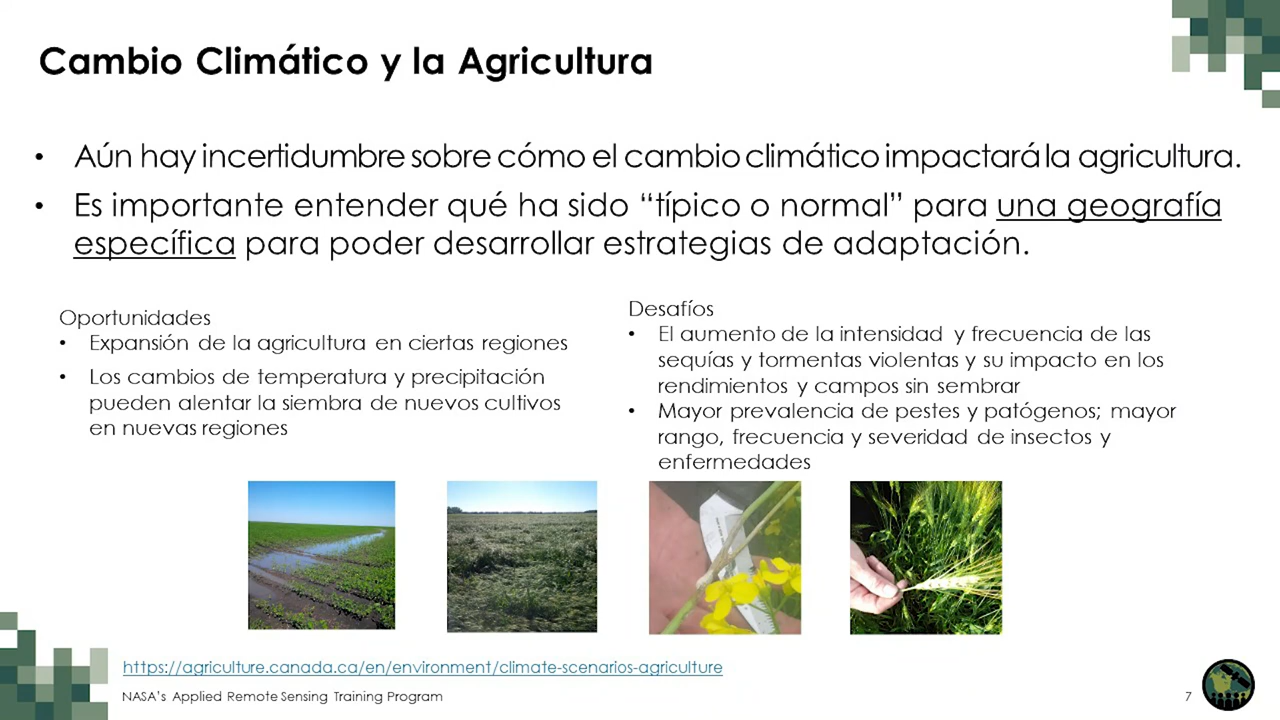 Cambio Climático y la Agricultura
• Aún hay incertidumbre sobre cómo el cambio climático impactará la agricultura.
• Es importante entender qué ha sido “típico o normal” para una geografía
específica para poder desarrollar estrategias de adaptación.
Oportunidades
• Expansión de la agricultura en ciertas regiones
• Los cambios de temperatura y precipitación
pueden alentar la siembra de nuevos cultivos
en nuevas regiones
Desafíos
• El aumento de la intensidad y frecuencia de las
sequías y tormentas violentas y su impacto en los
rendimientos y campos sin sembrar
• Mayor prevalencia de pestes y patógenos; mayor
rango, frecuencia y severidad de insectos y
enfermedades
https://agriculture.canada.ca/en/environment/climate-scenarios-agriculture
NASA’s Applied Remote Sensing Training Program
7